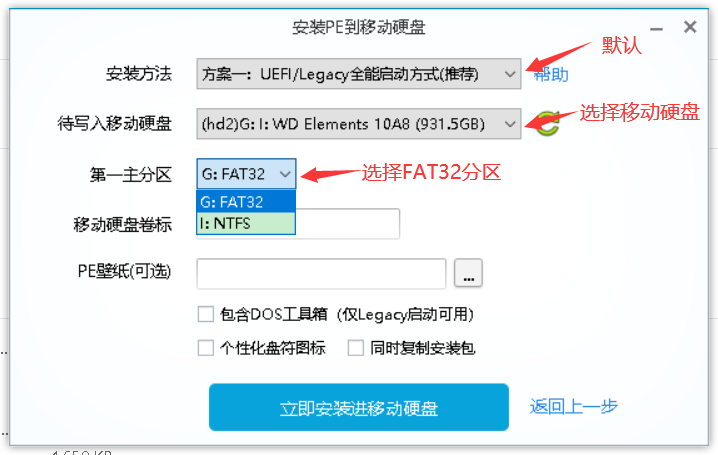 安装PE到移动硬盘
默认
安装方法 方案一：UEFI/Legacy全能启动方式(推荐) 帮助
待写入移动硬盘 (hd2)G: I: WD Elements 10A8 (931.5GB) 选择移动硬盘
第一主分区 G: FAT32 选择FAT32分区
G: FAT32
移动硬盘卷标 I: NTFS
PE壁纸(可选) ...
包含DOS工具箱（仅Legacy启动可用）
个性化盘符图标 同时复制安装包
立即安装进移动硬盘 返回上一步